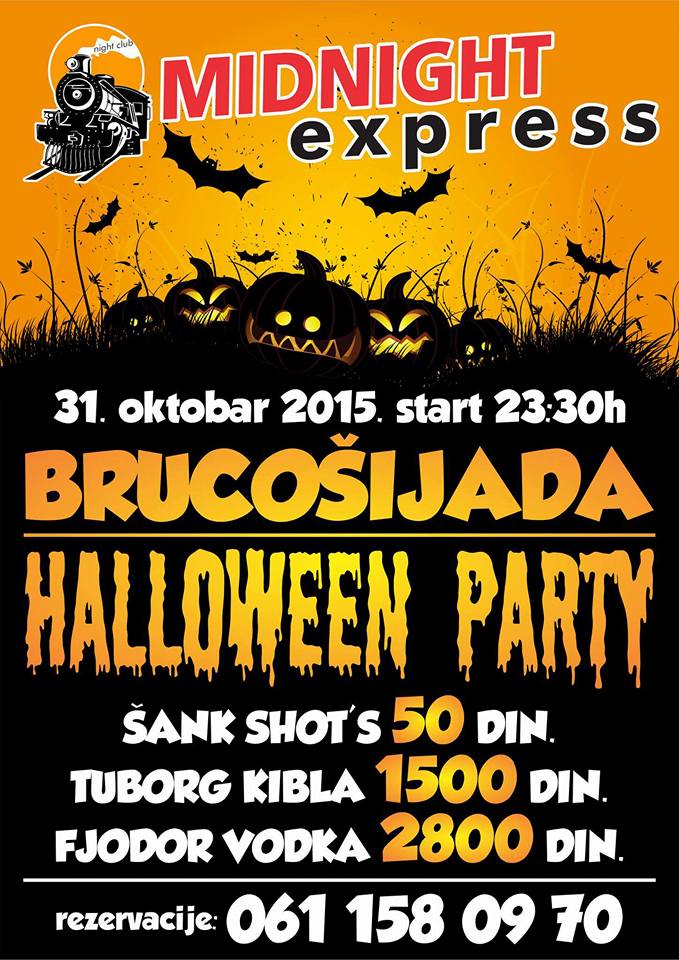 night club
MIDNIGHT
express
31. oktobar 2015. start 23:30h
BRUCOŠIJADA
HALLOWEEN PARTY
ŠANK SHOT'S 50 DIN.
TUBORG KIBLA 1500 DIN.
FJODOR VODKA 2800 DIN.
rezervacije: 061 158 09 70